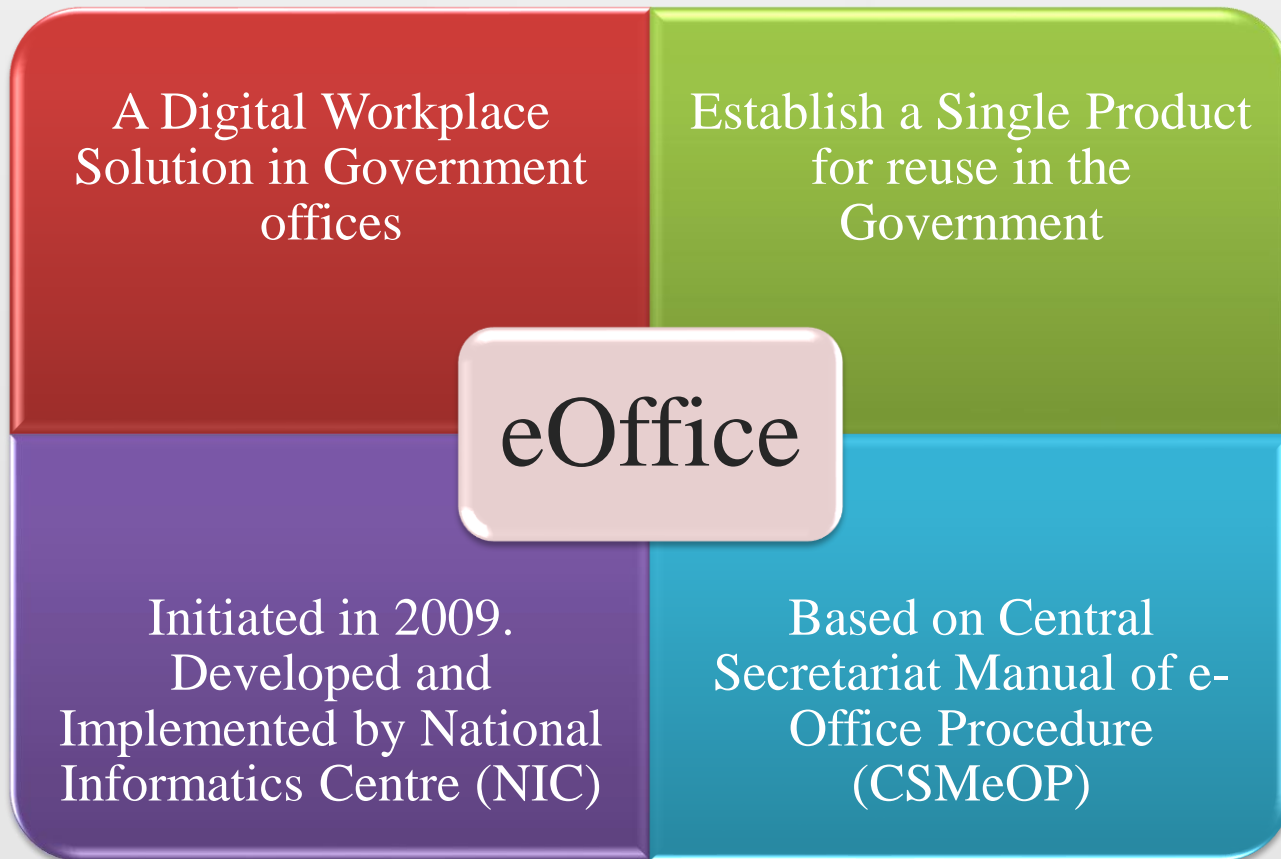 A Digital Workplace
Solution in Government
offices
Establish a Single Product
for reuse in the
Government
eOffice
Initiated in 2009.
Developed and
Implemented by National
Informatics Centre (NIC)
Based on Central
Secretariat Manual of e-
Office Procedure
(CSMeOP)